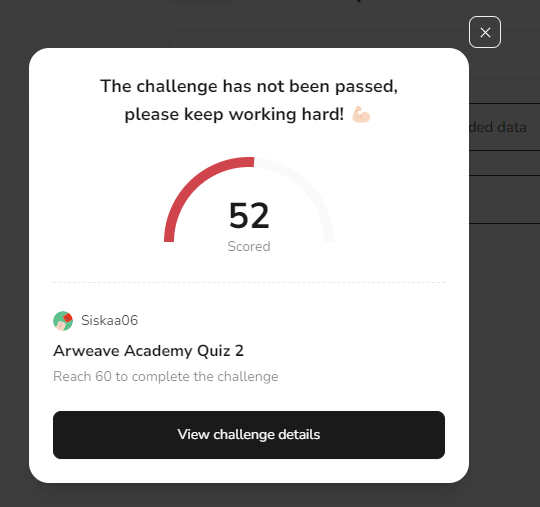 The challenge has not been passed,
please keep working hard! 💪🏻
ded data
52
Scored
Siskaa06
Arweave Academy Quiz 2
Reach 60 to complete the challenge
View challenge details